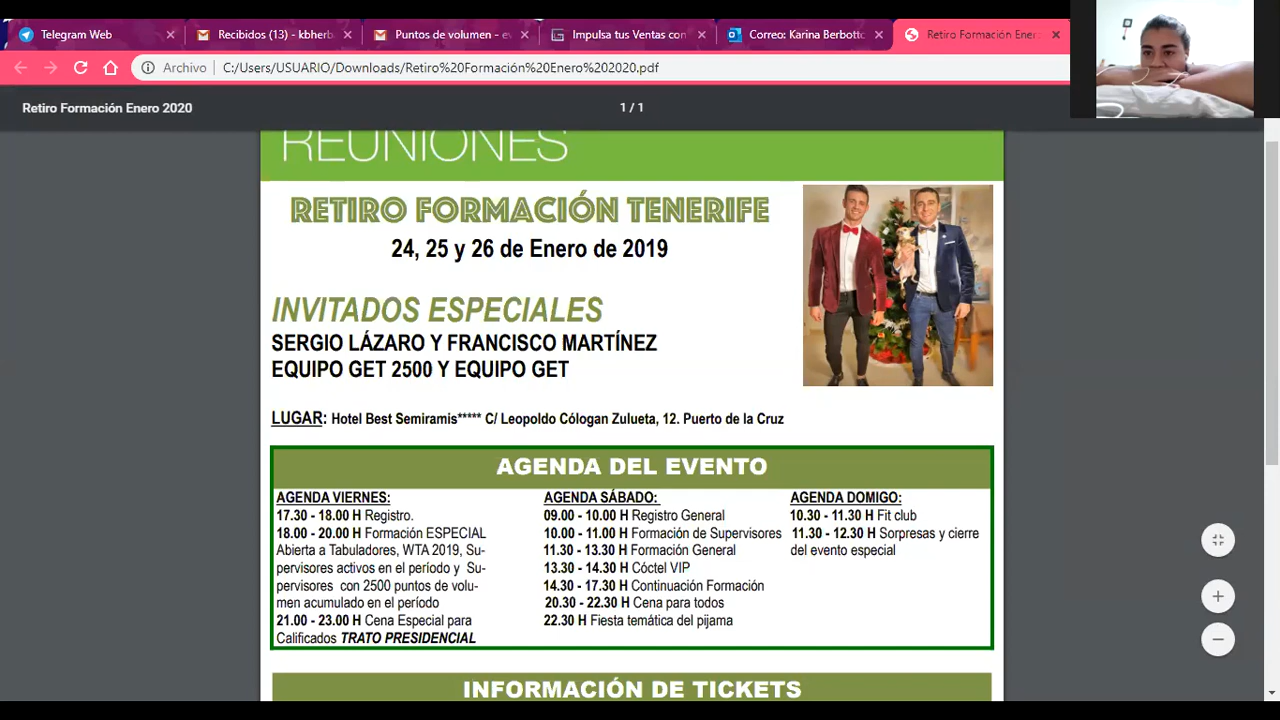 Telegram Web
Recibidos (13) - kbherb
Puntos de volumen - ev
Impulsa tus Ventas con
Correo: Karina Berbotto
Retiro Formación Ener
Archivo
C:/Users/USUARIO/Downloads/Retiro%20Formación%20Enero%202020.pdf
Retiro Formación Enero 2020
1 / 1
REUNIONES
RETIRO FORMACIÓN TENERIFE
24, 25 y 26 de Enero de 2019
INVITADOS ESPECIALES
SERGIO LÁZARO Y FRANCISCO MARTÍNEZ
EQUIPO GET 2500 Y EQUIPO GET
LUGAR: Hotel Best Semiramis***** C/ Leopoldo Cólogan Zulueta, 12. Puerto de la Cruz
AGENDA DEL EVENTO
AGENDA VIERNES:
17.30 - 18.00 H Registro.
18.00 - 20.00 H Formación ESPECIAL
Abierta a Tabuladores, WTA 2019, Su-
pervisores activos en el período y Su-
pervisores con 2500 puntos de volu-
men acumulado en el período
21.00 - 23.00 H Cena Especial para
Calificados TRATO PRESIDENCIAL
AGENDA SÁBADO:
09.00 - 10.00 H Registro General
10.00 - 11.00 H Formación de Supervisores
11.30 - 13.30 H Formación General
13.30 - 14.30 H Cóctel VIP
14.30 - 17.30 H Continuación Formación
20.30 - 22.30 H Cena para todos
22.30 H Fiesta temática del pijama
AGENDA DOMIGO:
10.30 - 11.30 H Fit club
11.30 - 12.30 H Sorpresas y cierre
del evento especial
INFORMACIÓN DE TICKETS